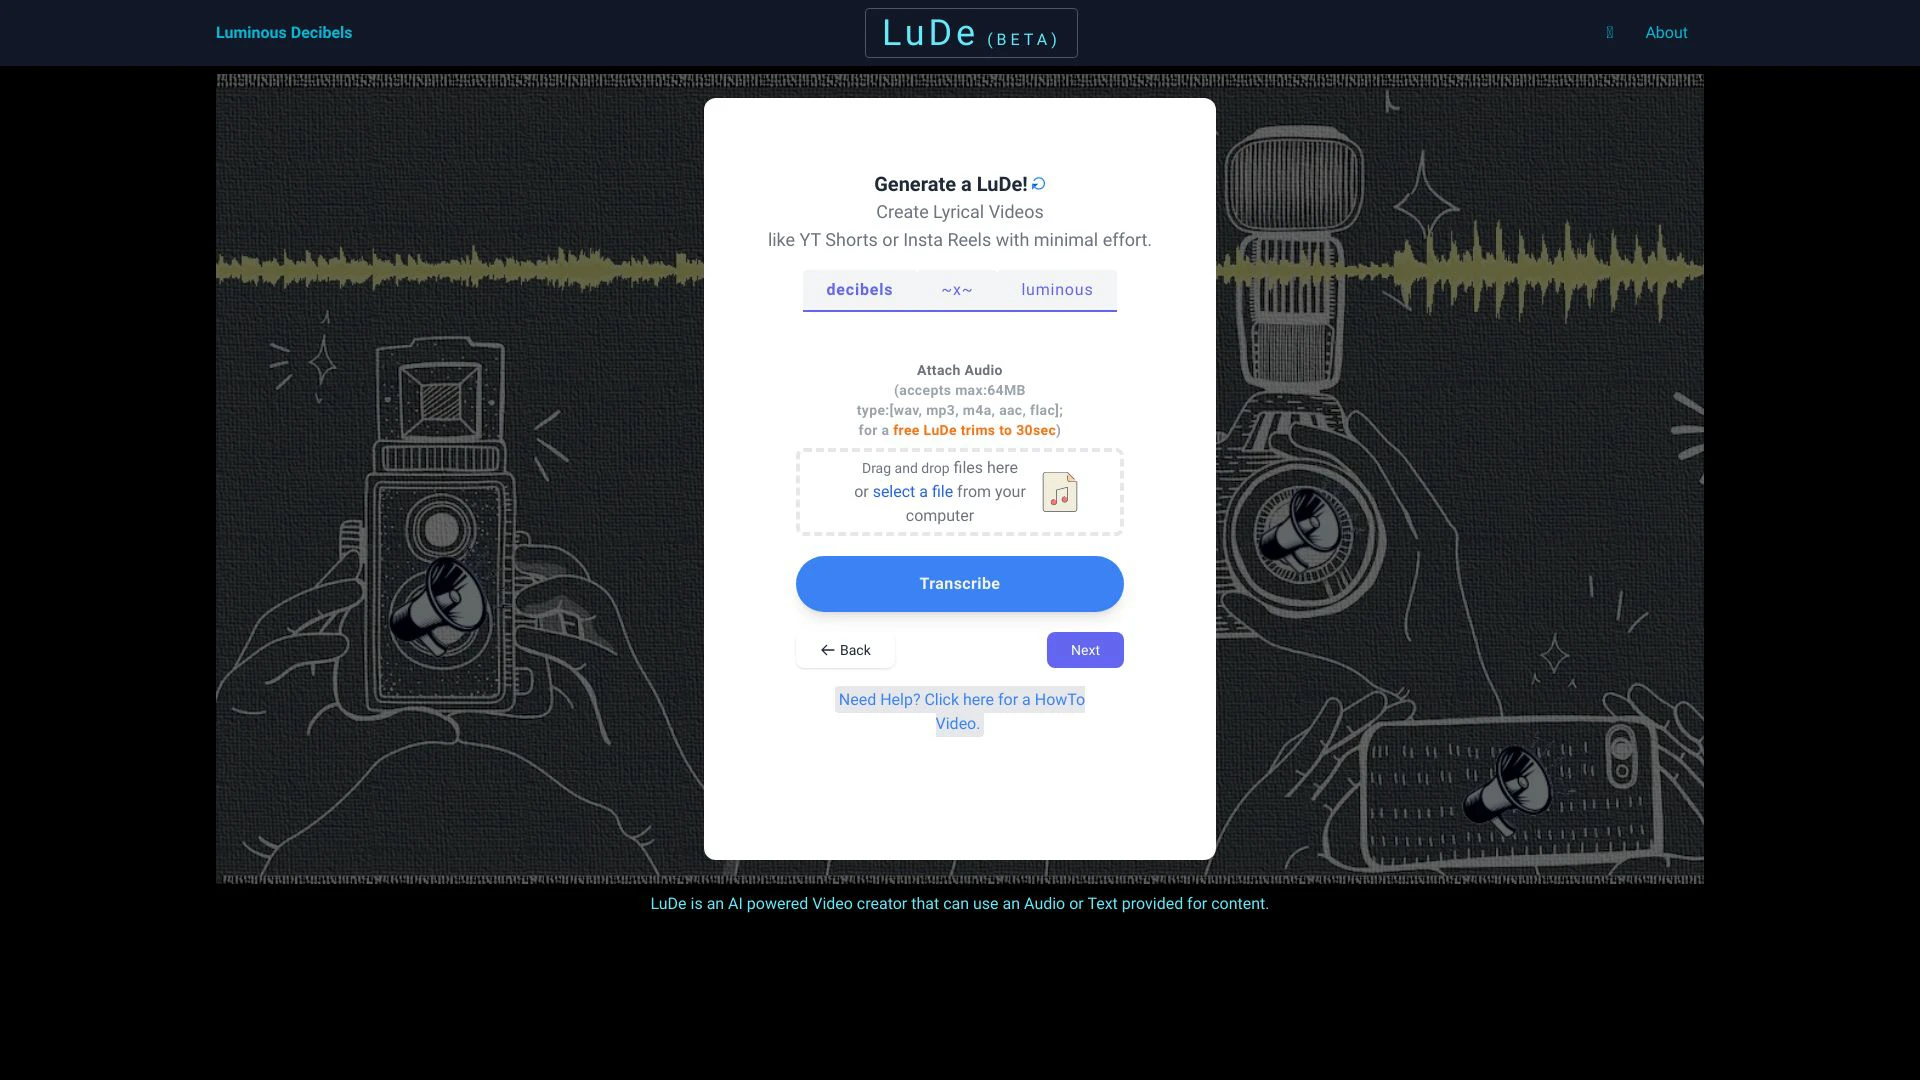 Luminous Decibels
LuDe (BETA)
About
Generate a LuDe!
Create Lyrical Videos
like YT Shorts or Insta Reels with minimal effort.
decibels
~x~
luminous
Attach Audio
(accepts max:64MB
type:[wav, mp3, m4a, aac, flac];
for a free LuDe trims to 30sec)
Drag and drop files here
or select a file from your
computer
Transcribe
Back
Next
Need Help? Click here for a HowTo
Video.
LuDe is an AI powered Video creator that can use an Audio or Text provided for content.